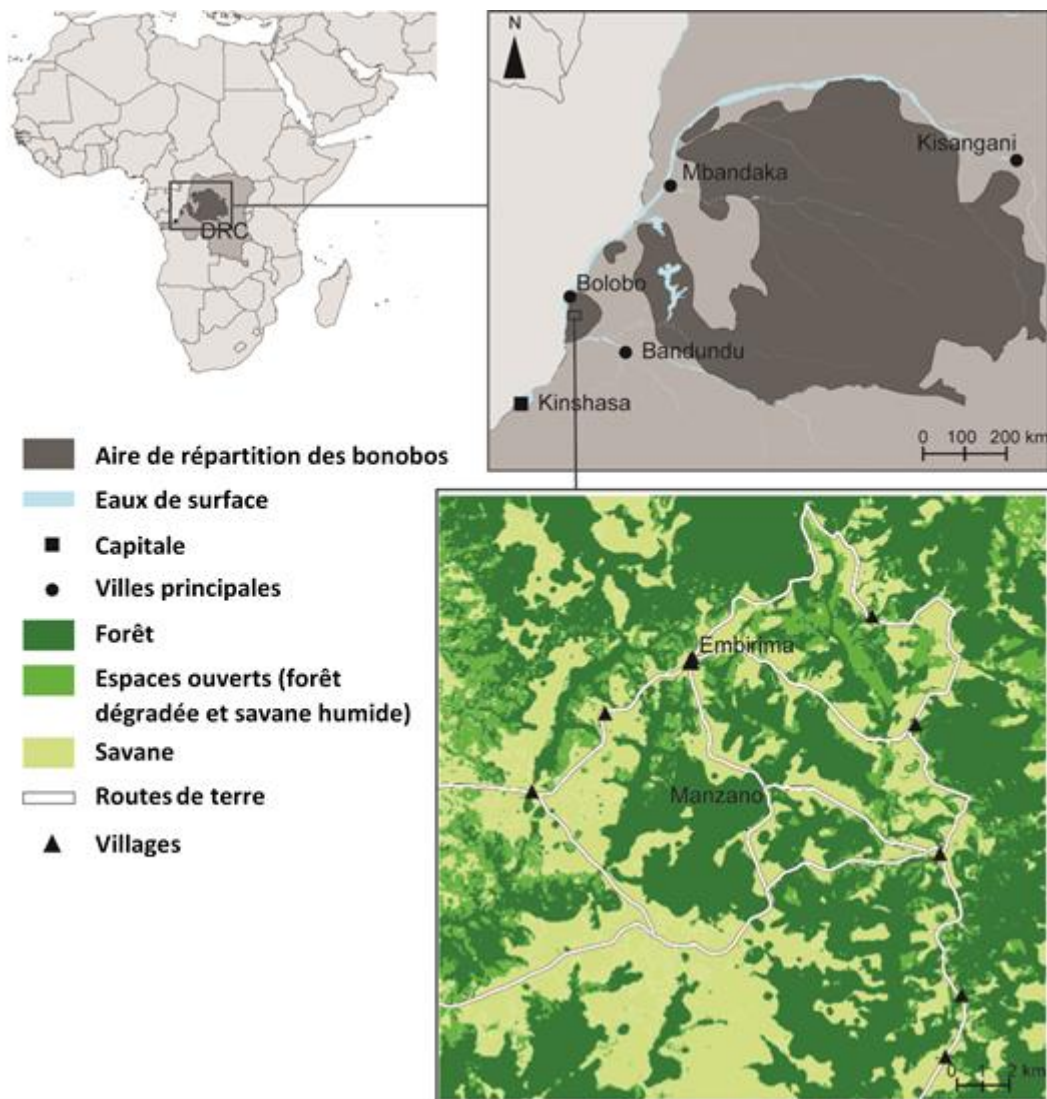 DRC
N
Kisangani
Mbandaka
Bolobo
Bandundu
Kinshasa
0 100 200 km
Aire de répartition des bonobos
Eaux de surface
Capitale
Villes principales
Forêt
Espaces ouverts (forêt
dégradée et savane humide)
Savane
Routes de terre
Villages
Embirima
Manzano
0 1 2 km